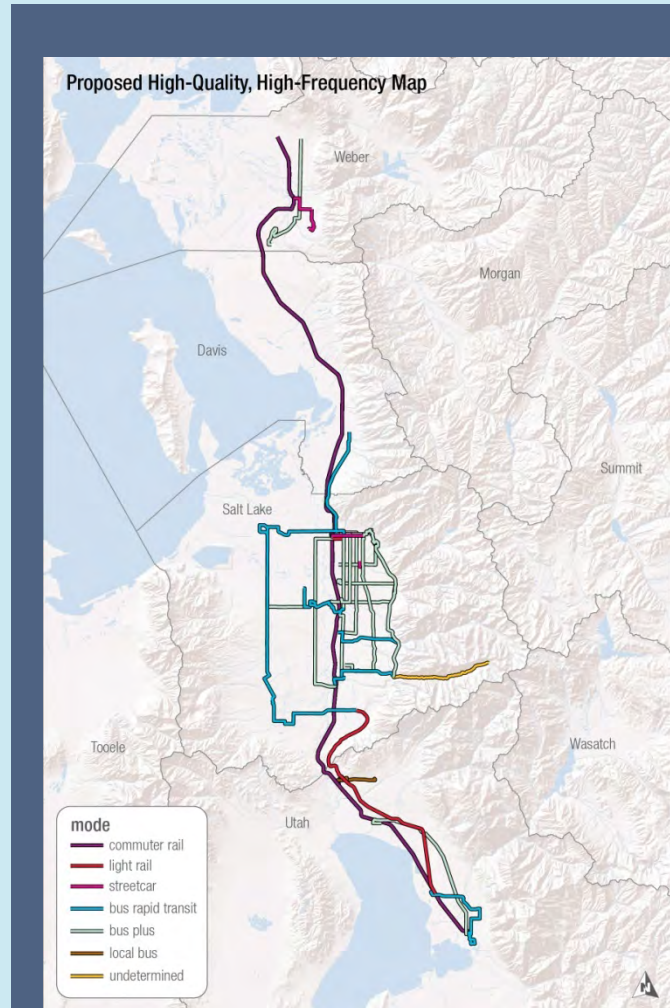 Proposed High-Quality, High-Frequency Map
Weber
Morgan
Davis
Summit
Salt Lake
Tooele
Wasatch
Utah
mode
commuter rail
light rail
streetcar
bus rapid transit
bus plus
local bus
undetermined
N